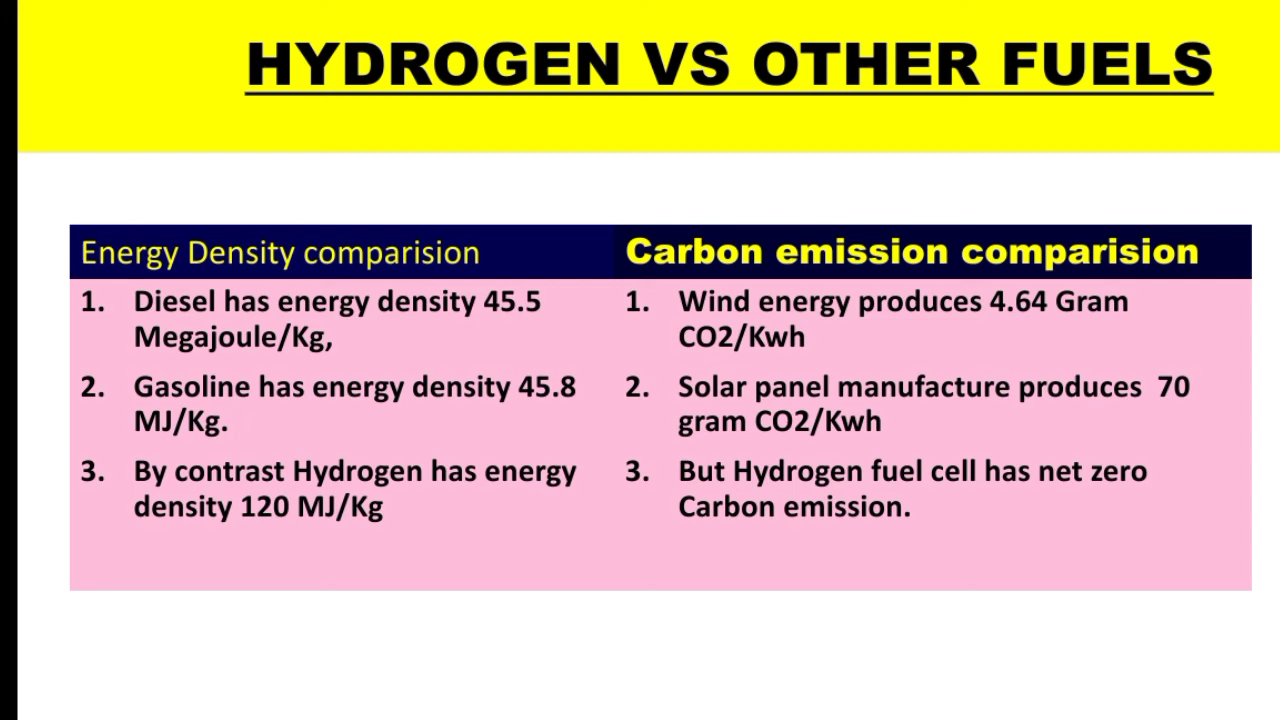 HYDROGEN VS OTHER FUELS
Energy Density comparision
1. Diesel has energy density 45.5
Megajoule/Kg,
2. Gasoline has energy density 45.8
MJ/Kg.
3. By contrast Hydrogen has energy
density 120 MJ/Kg
Carbon emission comparision
1. Wind energy produces 4.64 Gram
CO2/Kwh
2. Solar panel manufacture produces  70
gram CO2/Kwh
3. But Hydrogen fuel cell has net zero
Carbon emission.